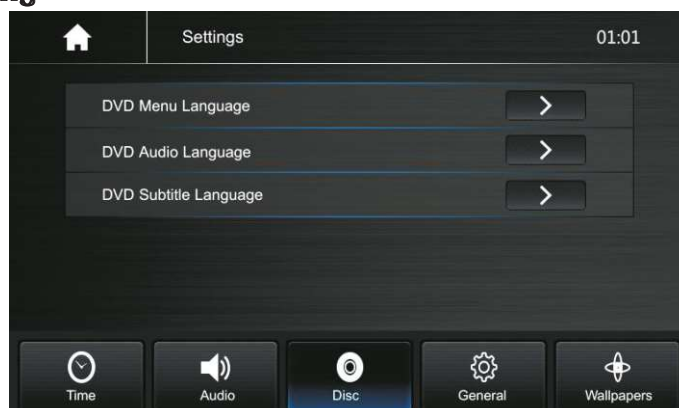 Settings 01:01
DVD Menu Language
DVD Audio Language
DVD Subtitle Language
Time Audio Disc General Wallpapers